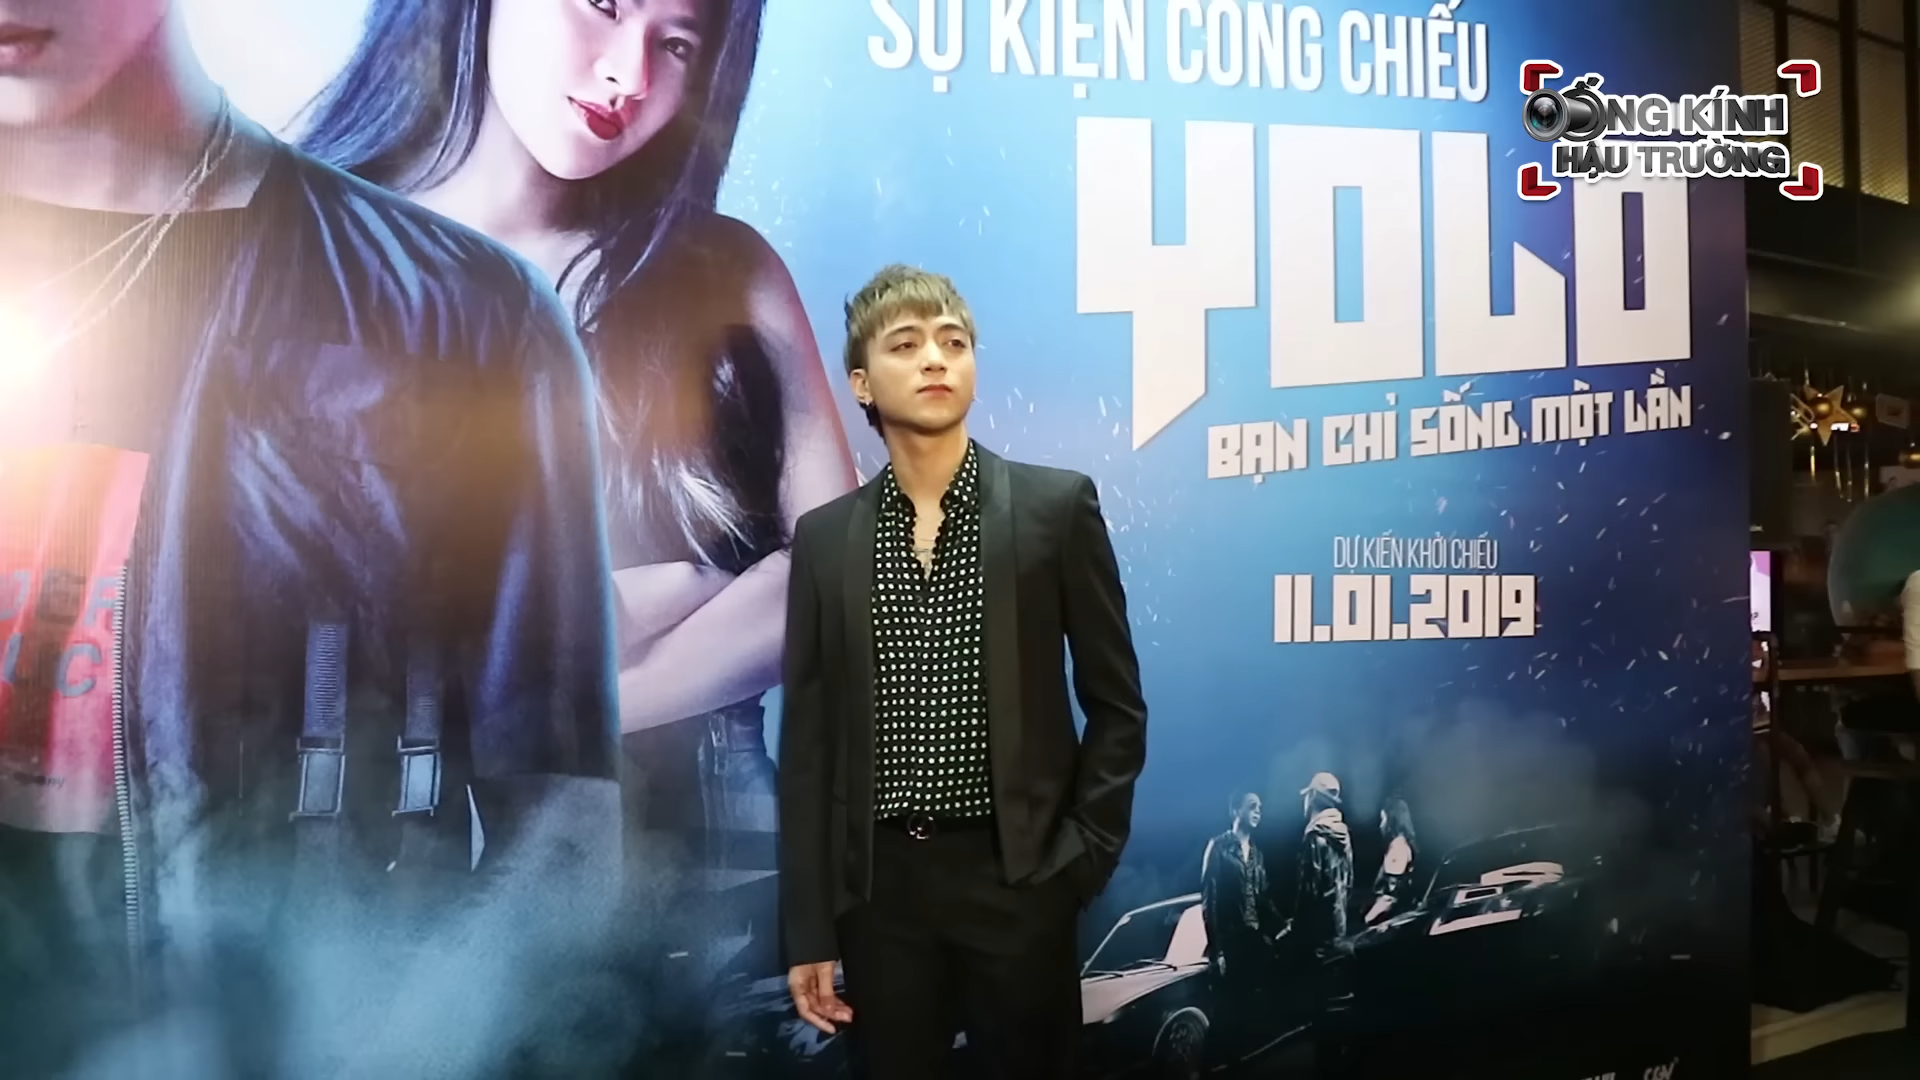 SỰ KIỆN CÔNG CHIẾU
ỐNG KÍNH
HẬU TRƯỜNG
YOLO
BẠN CHỈ SỐNG MỘT LẦN
DỰ KIẾN KHỞI CHIẾU
11.01.2019